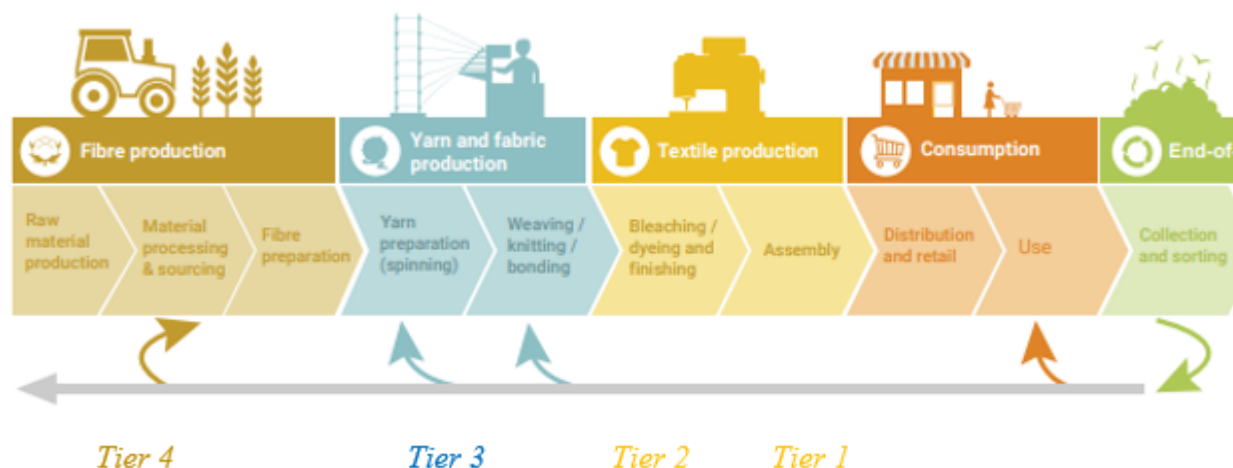 Fibre production
Yarn and fabric
production
Textile production
Consumption
End-of
Raw
material
production
Material
processing
& sourcing
Fibre
preparation
Yarn
preparation
(spinning)
Weaving /
knitting /
bonding
Bleaching /
dyeing and
finishing
Assembly
Distribution
and retail
Use
Collection
and sorting
Tier 4
Tier 3
Tier 2
Tier 1